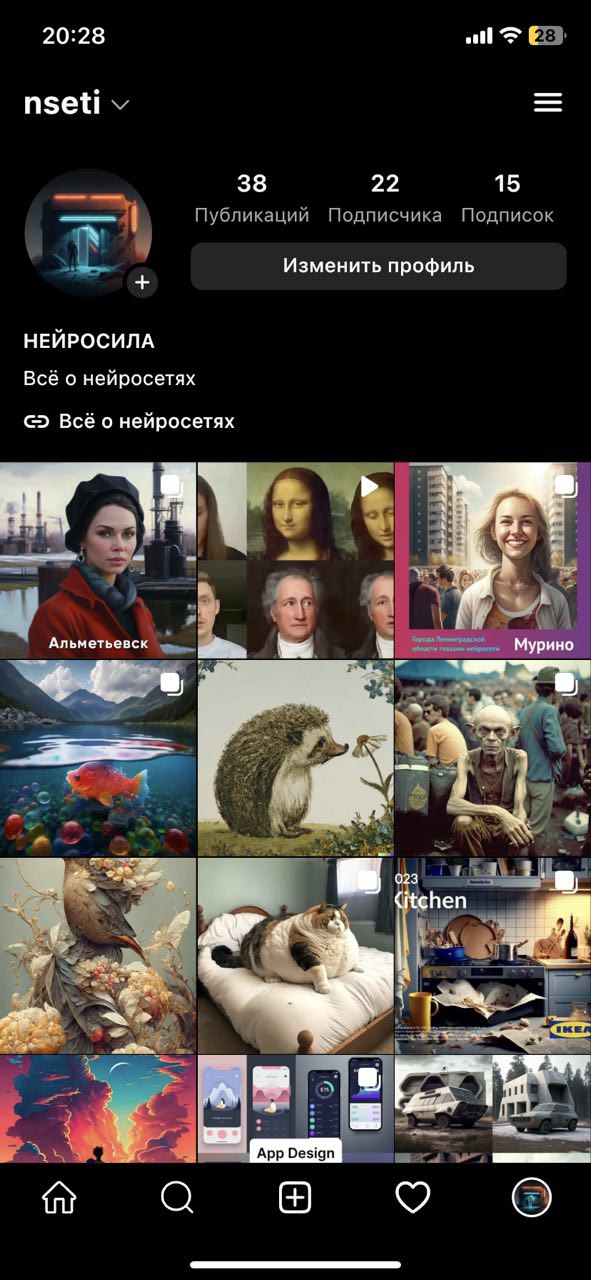 20:28
28
nseti
38
22
15
Публикаций
Подписчика
Подписок
Изменить профиль
НЕЙРОСИЛА
Всё о нейросетях
Всё о нейросетях
Альметьевск
Города Ленинградской
области глазами нейросети
Мурино
023
Kitchen
IKEA
$75
App Design